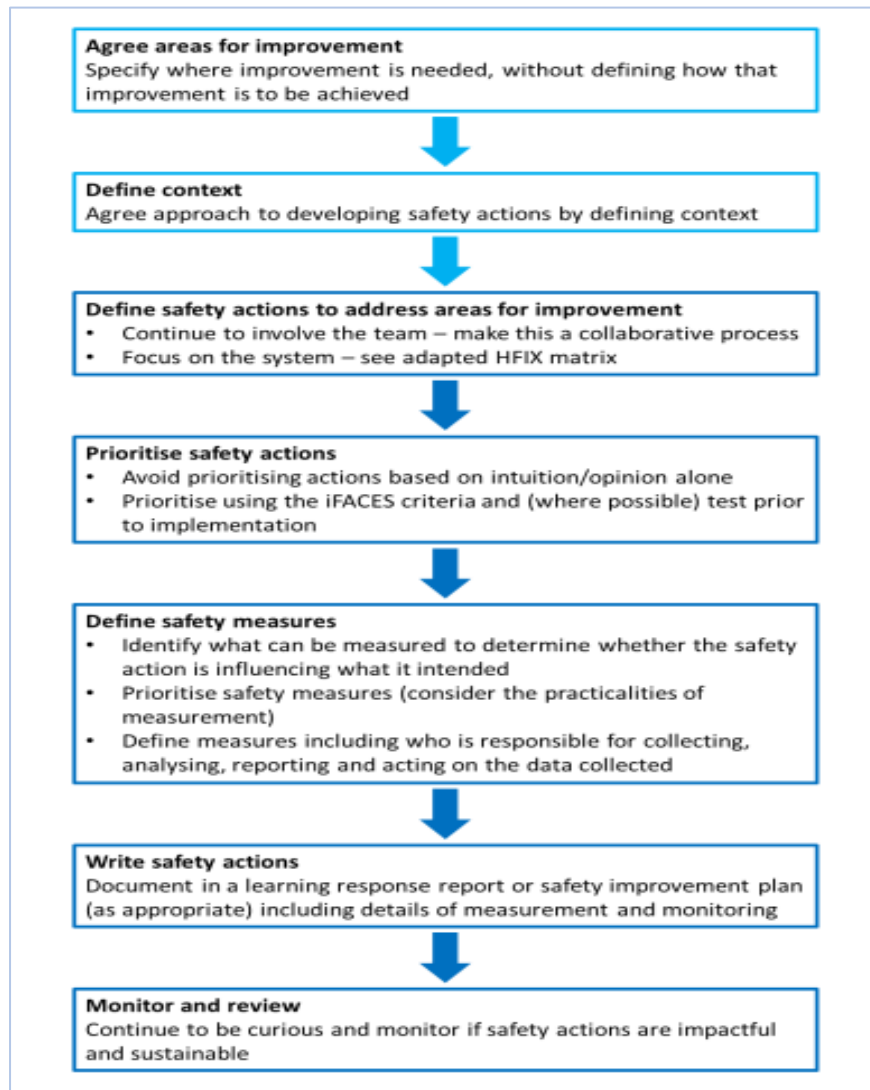 Agree areas for improvement
Specify where improvement is needed, without defining how that
improvement is to be achieved
Define context
Agree approach to developing safety actions by defining context
Define safety actions to address areas for improvement
• Continue to involve the team – make this a collaborative process
• Focus on the system – see adapted HFIX matrix
Prioritise safety actions
• Avoid prioritising actions based on intuition/opinion alone
• Prioritise using the iFACES criteria and (where possible) test prior
to implementation
Define safety measures
• Identify what can be measured to determine whether the safety
action is influencing what it intended
• Prioritise safety measures (consider the practicalities of
measurement)
• Define measures including who is responsible for collecting,
analysing, reporting and acting on the data collected
Write safety actions
Document in a learning response report or safety improvement plan
(as appropriate) including details of measurement and monitoring
Monitor and review
Continue to be curious and monitor if safety actions are impactful
and sustainable